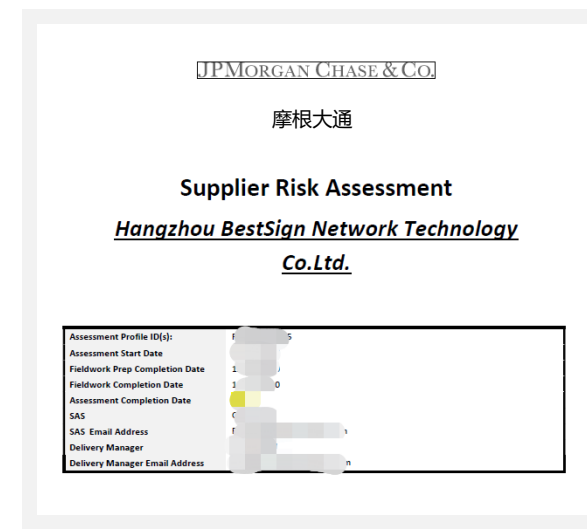 JPMORGAN CHASE & CO.
摩根大通
Supplier Risk Assessment
Hangzhou BestSign Network Technology
Co.Ltd.
Assessment Profile ID(s):
Assessment Start Date
Fieldwork Prep Completion Date
Fieldwork Completion Date
Assessment Completion Date
SAS
SAS Email Address
Delivery Manager
Delivery Manager Email Address